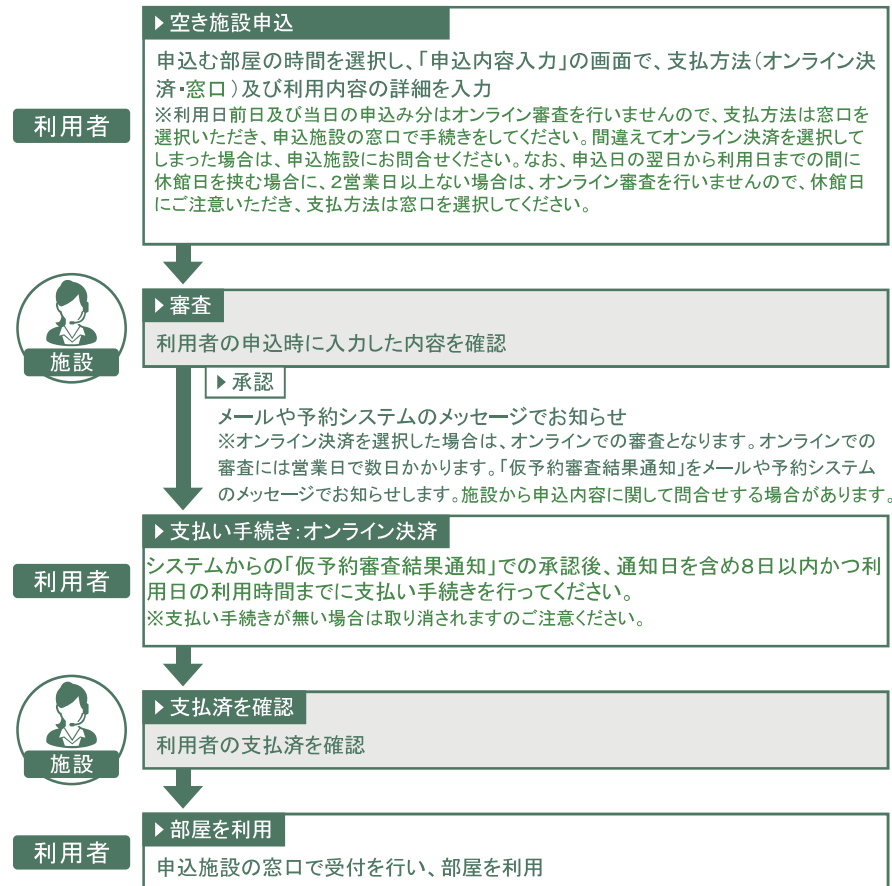 ▶空き施設申込
申込む部屋の時間を選択し、「申込内容入力」の画面で、支払方法（オンライン決
済・窓口）及び利用内容の詳細を入力
利用者
※利用日前日及び当日の申込み分はオンライン審査を行いませんので、支払方法は窓口を
選択いただき、申込施設の窓口で手続きをしてください。間違えてオンライン決済を選択して
しまった場合は、申込施設にお問合せください。なお、申込日の翌日から利用日までの間に
休館日を挟む場合に、2営業日以上ない場合は、オンライン審査を行いませんので、休館日
にご注意いただき、支払方法は窓口を選択してください。
▶審査
利用者の申込時に入力した内容を確認
施設
▶承認
メールや予約システムのメッセージでお知らせ
※オンライン決済を選択した場合は、オンラインでの審査となります。オンラインでの
審査には営業日で数日かかります。「仮予約審査結果通知」をメールや予約システム
のメッセージでお知らせします。施設から申込内容に関して問合せする場合があります。
▶支払い手続き：オンライン決済
利用者
システムからの「仮予約審査結果通知」での承認後、通知日を含め8日以内かつ利
用日の利用時間までに支払い手続きを行ってください。
※支払い手続きが無い場合は取り消されますのご注意ください。
▶支払済を確認
利用者の支払済を確認
施設
▶部屋を利用
利用者
申込施設の窓口で受付を行い、部屋を利用